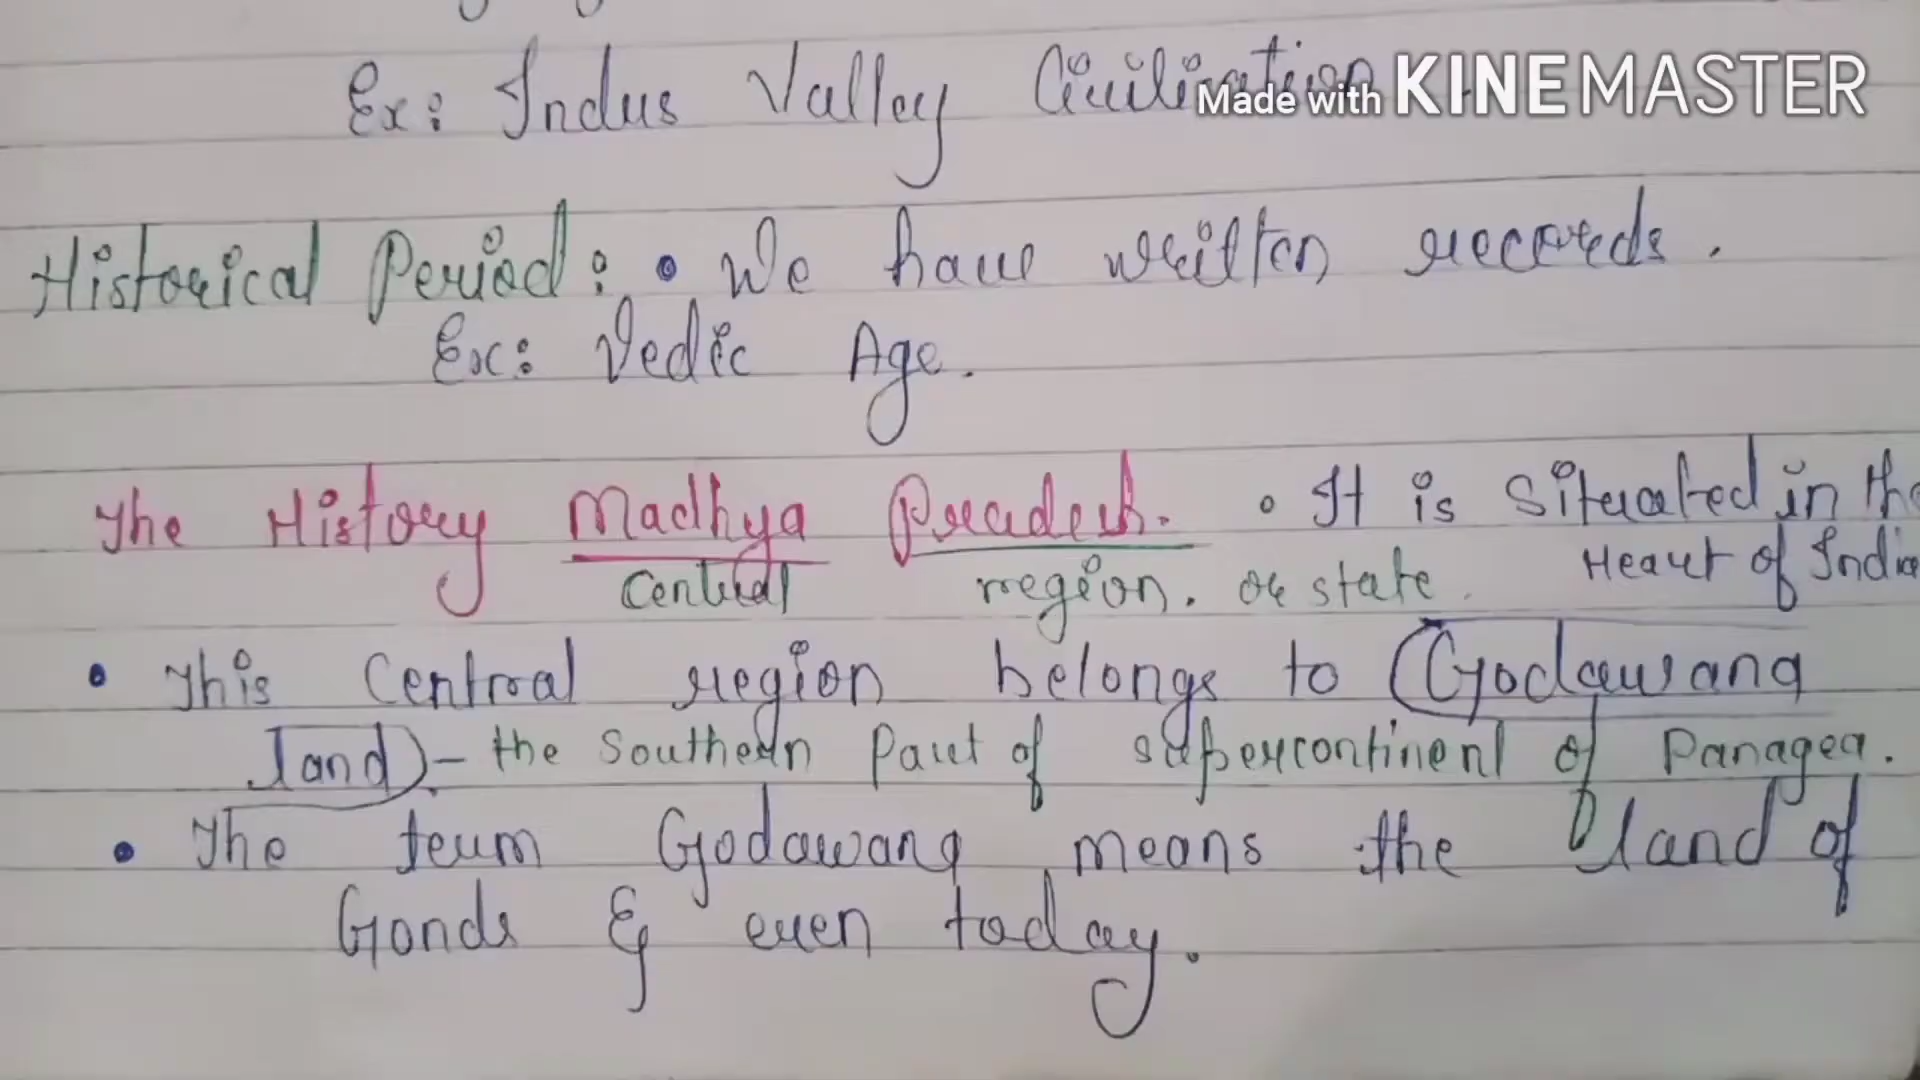 Ex: Indus Valley Civilization
Made with KINEMASTER
Historical Period: • We have written records.
Ex: Vedic Age.
The History Madhya Pradesh. • It is Situated in the
Central region. or state. Heart of India
• This Central region belongs to (Godawana
land) - the Southern Part of supercontinent of Panagea.
• The term Godawana means the land of
Gonds & even today.